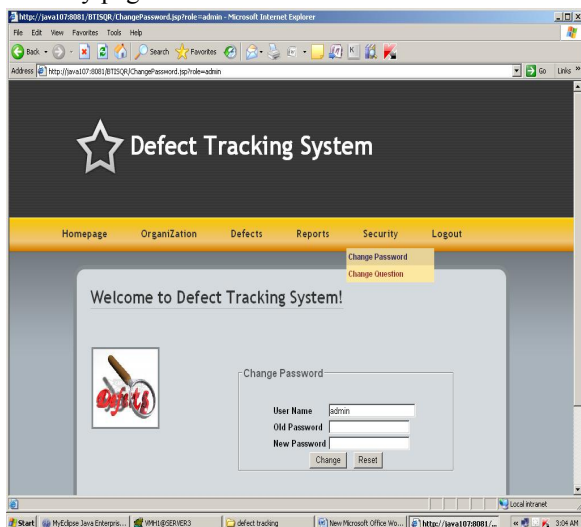 http://java107:8081/BTISQR/ChangePassword.jsp?role=admin - Microsoft Internet Explorer
File Edit View Favorites Tools Help
Back Search Favorites
Address http://java107:8081/BTISQR/ChangePassword.jsp?role=admin Go Links »
Defect Tracking System
Homepage OrganiZation Defects Reports Security Logout
Change Password
Change Question
Welcome to Defect Tracking System!
Defects
Change Password
User Name admin
Old Password
New Password
Change Reset
Local intranet
Start MyEclipse Java Enterpris... VMH1@SERVER3 defect tracking New Microsoft Office Wo... http://java107:8081/... « 3:04 AM